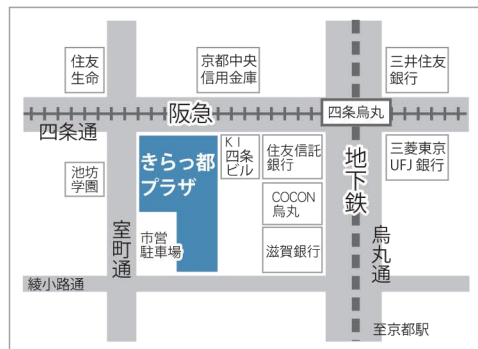 住友
生命
京都中央
信用金庫
三井住友
銀行
阪急
四条烏丸
四条通
きらっ都
プラザ
KI
四条
ビル
住友信託
銀行
三菱東京
UFJ銀行
池坊
学園
地下鉄
COCON
烏丸
市営
駐車場
滋賀銀行
室町通
烏丸通
綾小路通
至京都駅